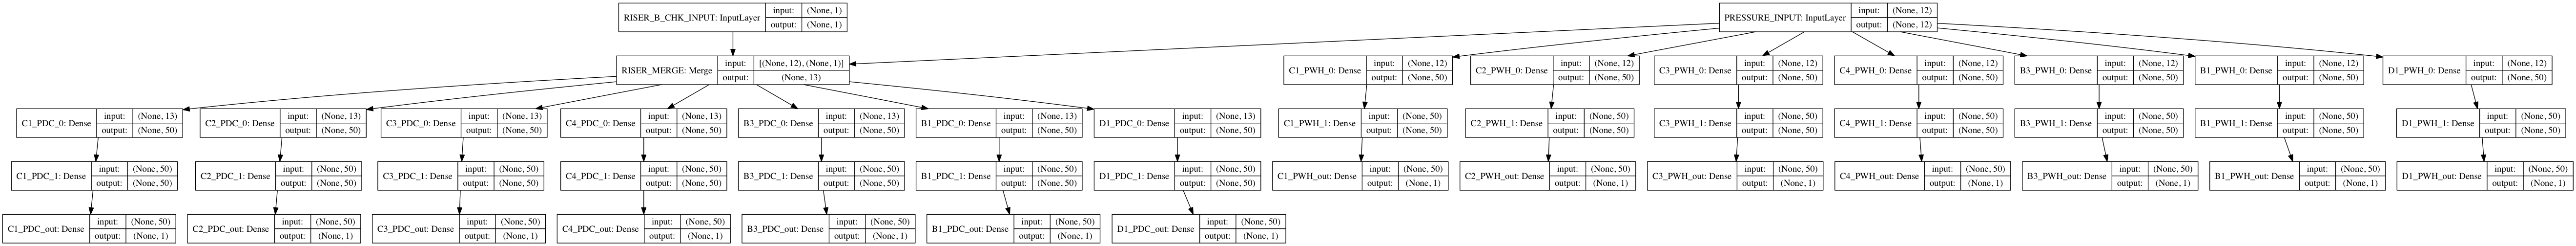 RISER_B_CHK_INPUT: InputLayer
input: (None, 1)
output: (None, 1)
PRESSURE_INPUT: InputLayer
input: (None, 12)
output: (None, 12)
RISER_MERGE: Merge
input: [(None, 12), (None, 1)]
output: (None, 13)
C1_PWH_0: Dense
input: (None, 12)
output: (None, 50)
C2_PWH_0: Dense
input: (None, 12)
output: (None, 50)
C3_PWH_0: Dense
input: (None, 12)
output: (None, 50)
C4_PWH_0: Dense
input: (None, 12)
output: (None, 50)
B3_PWH_0: Dense
input: (None, 12)
output: (None, 50)
B1_PWH_0: Dense
input: (None, 12)
output: (None, 50)
D1_PWH_0: Dense
input: (None, 12)
output: (None, 50)
C1_PDC_0: Dense
input: (None, 13)
output: (None, 50)
C2_PDC_0: Dense
input: (None, 13)
output: (None, 50)
C3_PDC_0: Dense
input: (None, 13)
output: (None, 50)
C4_PDC_0: Dense
input: (None, 13)
output: (None, 50)
B3_PDC_0: Dense
input: (None, 13)
output: (None, 50)
B1_PDC_0: Dense
input: (None, 13)
output: (None, 50)
D1_PDC_0: Dense
input: (None, 13)
output: (None, 50)
C1_PWH_1: Dense
input: (None, 50)
output: (None, 50)
C2_PWH_1: Dense
input: (None, 50)
output: (None, 50)
C3_PWH_1: Dense
input: (None, 50)
output: (None, 50)
C4_PWH_1: Dense
input: (None, 50)
output: (None, 50)
B3_PWH_1: Dense
input: (None, 50)
output: (None, 50)
B1_PWH_1: Dense
input: (None, 50)
output: (None, 50)
D1_PWH_1: Dense
input: (None, 50)
output: (None, 50)
C1_PDC_1: Dense
input: (None, 50)
output: (None, 50)
C2_PDC_1: Dense
input: (None, 50)
output: (None, 50)
C3_PDC_1: Dense
input: (None, 50)
output: (None, 50)
C4_PDC_1: Dense
input: (None, 50)
output: (None, 50)
B3_PDC_1: Dense
input: (None, 50)
output: (None, 50)
B1_PDC_1: Dense
input: (None, 50)
output: (None, 50)
D1_PDC_1: Dense
input: (None, 50)
output: (None, 50)
C1_PWH_out: Dense
input: (None, 50)
output: (None, 1)
C2_PWH_out: Dense
input: (None, 50)
output: (None, 1)
C3_PWH_out: Dense
input: (None, 50)
output: (None, 1)
C4_PWH_out: Dense
input: (None, 50)
output: (None, 1)
B3_PWH_out: Dense
input: (None, 50)
output: (None, 1)
B1_PWH_out: Dense
input: (None, 50)
output: (None, 1)
D1_PWH_out: Dense
input: (None, 50)
output: (None, 1)
C1_PDC_out: Dense
input: (None, 50)
output: (None, 1)
C2_PDC_out: Dense
input: (None, 50)
output: (None, 1)
C3_PDC_out: Dense
input: (None, 50)
output: (None, 1)
C4_PDC_out: Dense
input: (None, 50)
output: (None, 1)
B3_PDC_out: Dense
input: (None, 50)
output: (None, 1)
B1_PDC_out: Dense
input: (None, 50)
output: (None, 1)
D1_PDC_out: Dense
input: (None, 50)
output: (None, 1)